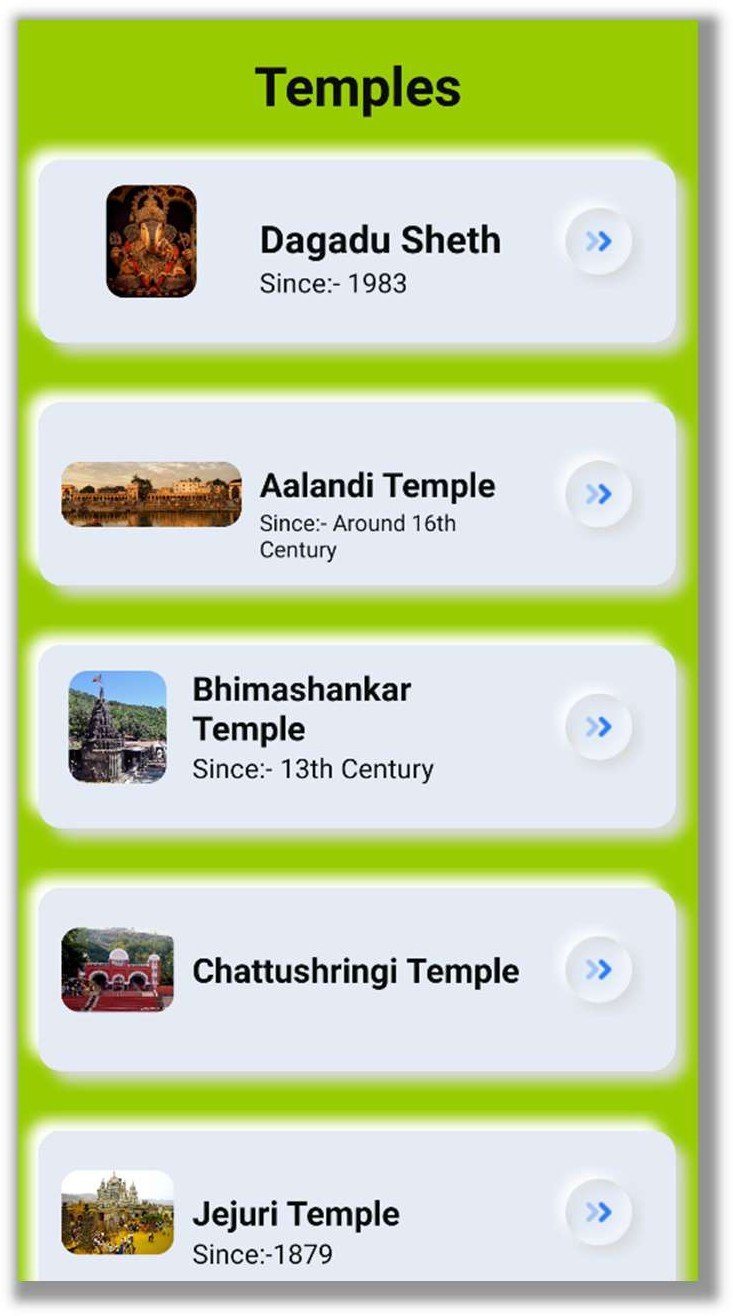 Temples
Dagadu Sheth
Since:- 1983
Aalandi Temple
Since:- Around 16th
Century
Bhimashankar
Temple
Since:- 13th Century
Chattushringi Temple
Jejuri Temple
Since:-1879